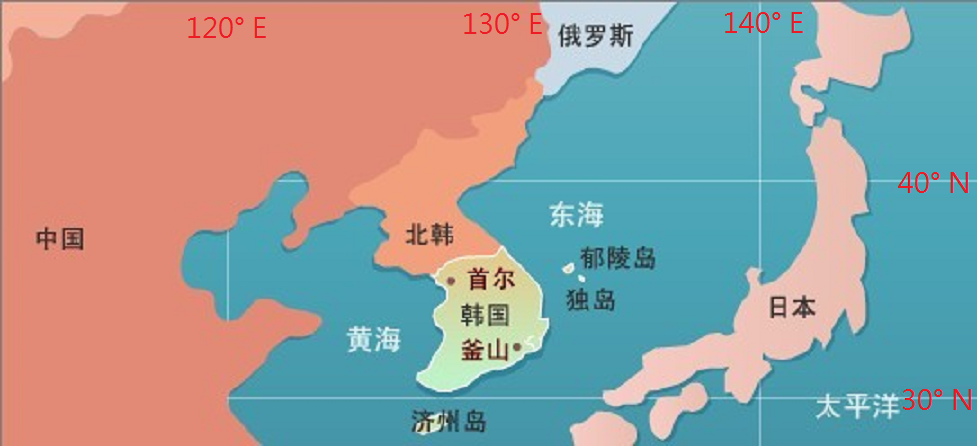 120° E
130° E
140° E
俄罗斯
40° N
东海
中国
北韩
郁陵岛
首尔
独岛
韩国
日本
黄海
釜山
太平洋
30° N
济州岛